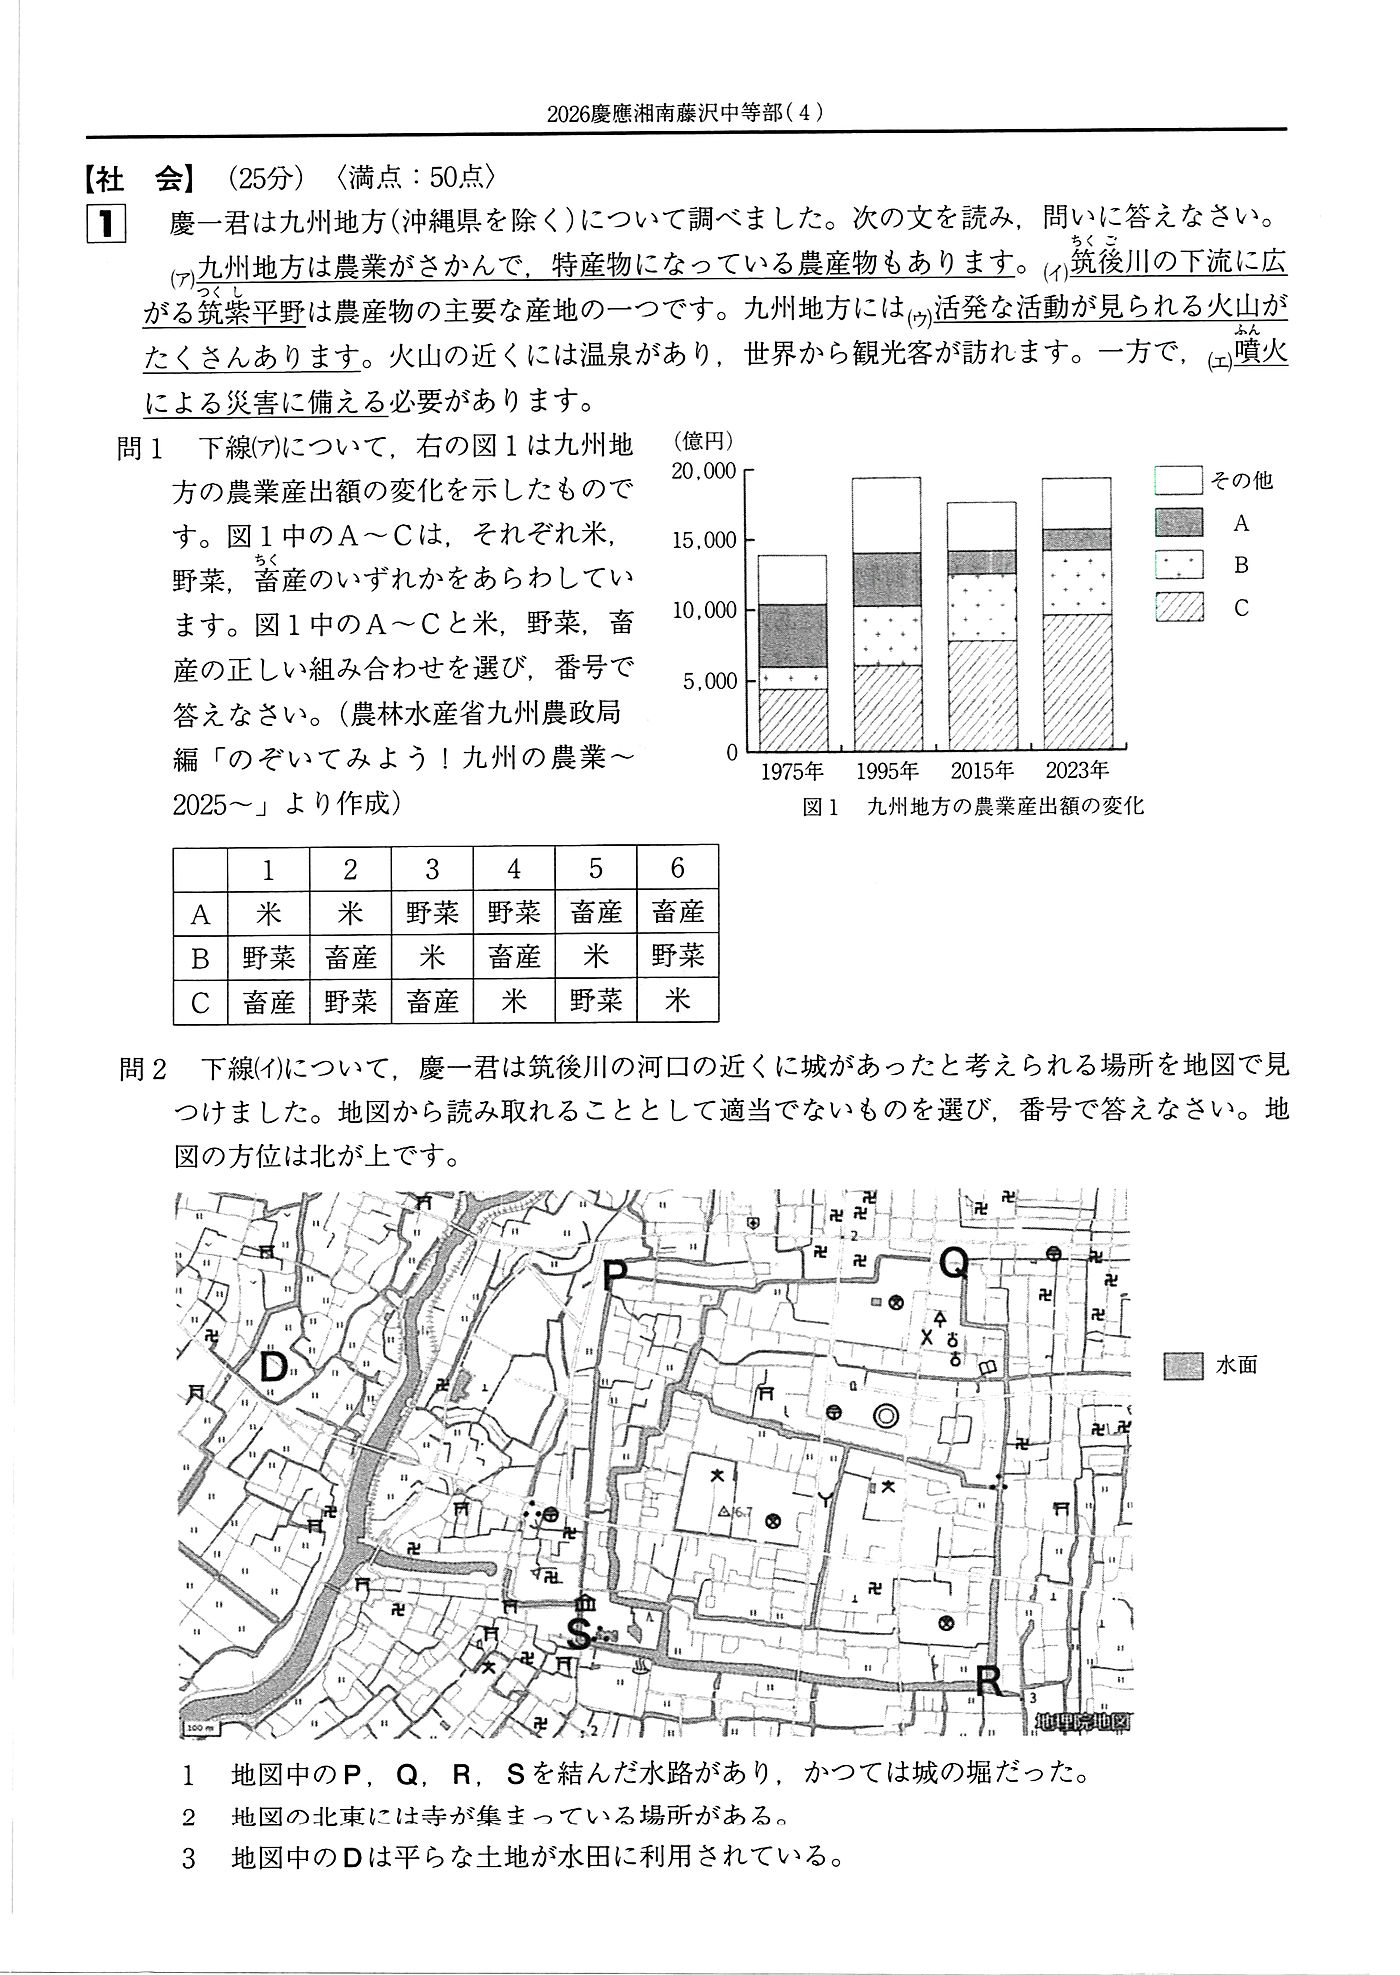 2026慶應湘南藤沢中等部(4)
【社 会】 (25分) 〈満点：50点〉
1 慶一君は九州地方(沖縄県を除く)について調べました。次の文を読み，問いに答えなさい。
(ア)九州地方は農業がさかんで，特産物になっている農産物もあります。(イ)筑後川の下流に広
ちくご
がる筑紫平野は農産物の主要な産地の一つです。九州地方には(ウ)活発な活動が見られる火山が
つくし
たくさんあります。火山の近くには温泉があり，世界から観光客が訪れます。一方で，(エ)噴火
ふん
による災害に備える必要があります。
問1 下線(ア)について，右の図1は九州地
方の農業産出額の変化を示したもので
す。図1中のA～Cは，それぞれ米，
野菜，畜産のいずれかをあらわしてい
ちく
ます。図1中のA～Cと米，野菜，畜
産の正しい組み合わせを選び，番号で
答えなさい。(農林水産省九州農政局
編「のぞいてみよう！九州の農業～
2025～」より作成)
(億円)
20,000
15,000
10,000
5,000
0
1975年 1995年 2015年 2023年
その他
A
B
C
図1 九州地方の農業産出額の変化
1 2 3 4 5 6
A 米 米 野菜 野菜 畜産 畜産
B 野菜 畜産 米 畜産 米 野菜
C 畜産 野菜 畜産 米 野菜 米
問2 下線(イ)について，慶一君は筑後川の河口の近くに城があったと考えられる場所を地図で見
つけました。地図から読み取れることとして適当でないものを選び，番号で答えなさい。地
図の方位は北が上です。
P
Q
D
水面
S
R
2
3
2
100 m
地理院地図
1 地図中のP，Q，R，Sを結んだ水路があり，かつては城の堀だった。
2 地図の北東には寺が集まっている場所がある。
3 地図中のDは平らな土地が水田に利用されている。